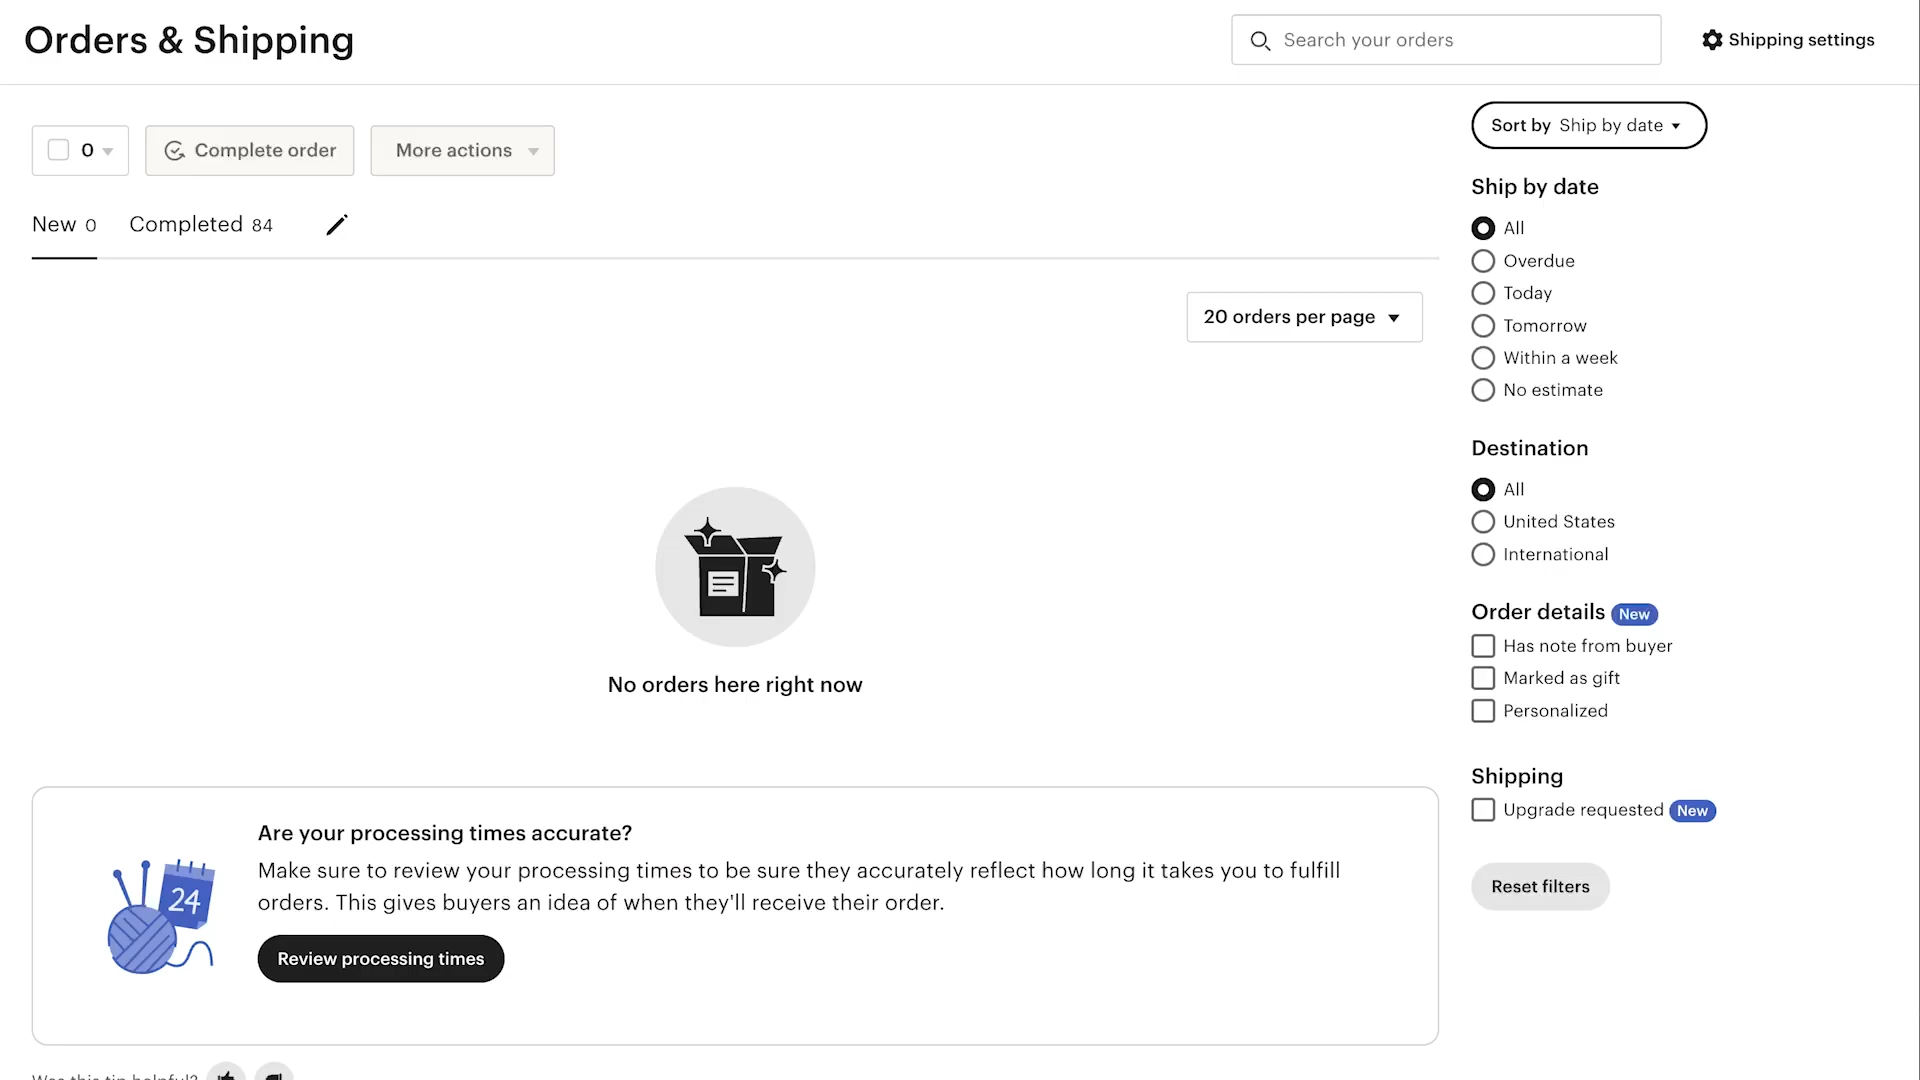 Orders & Shipping
Search your orders
Shipping settings
0
Complete order
More actions
New 0
Completed 84
20 orders per page
No orders here right now
Are your processing times accurate?
Make sure to review your processing times to be sure they accurately reflect how long it takes you to fulfill
orders. This gives buyers an idea of when they'll receive their order.
24
Review processing times
Was this tip helpful?
Sort by Ship by date
Ship by date
All
Overdue
Today
Tomorrow
Within a week
No estimate
Destination
All
United States
International
Order details New
Has note from buyer
Marked as gift
Personalized
Shipping
Upgrade requested New
Reset filters